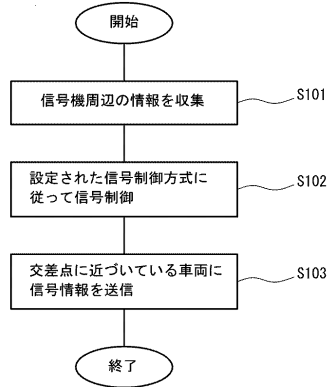 開始
信号機周辺の情報を収集
S101
設定された信号制御方式に
従って信号制御
S102
交差点に近づいている車両に
信号情報を送信
S103
終了